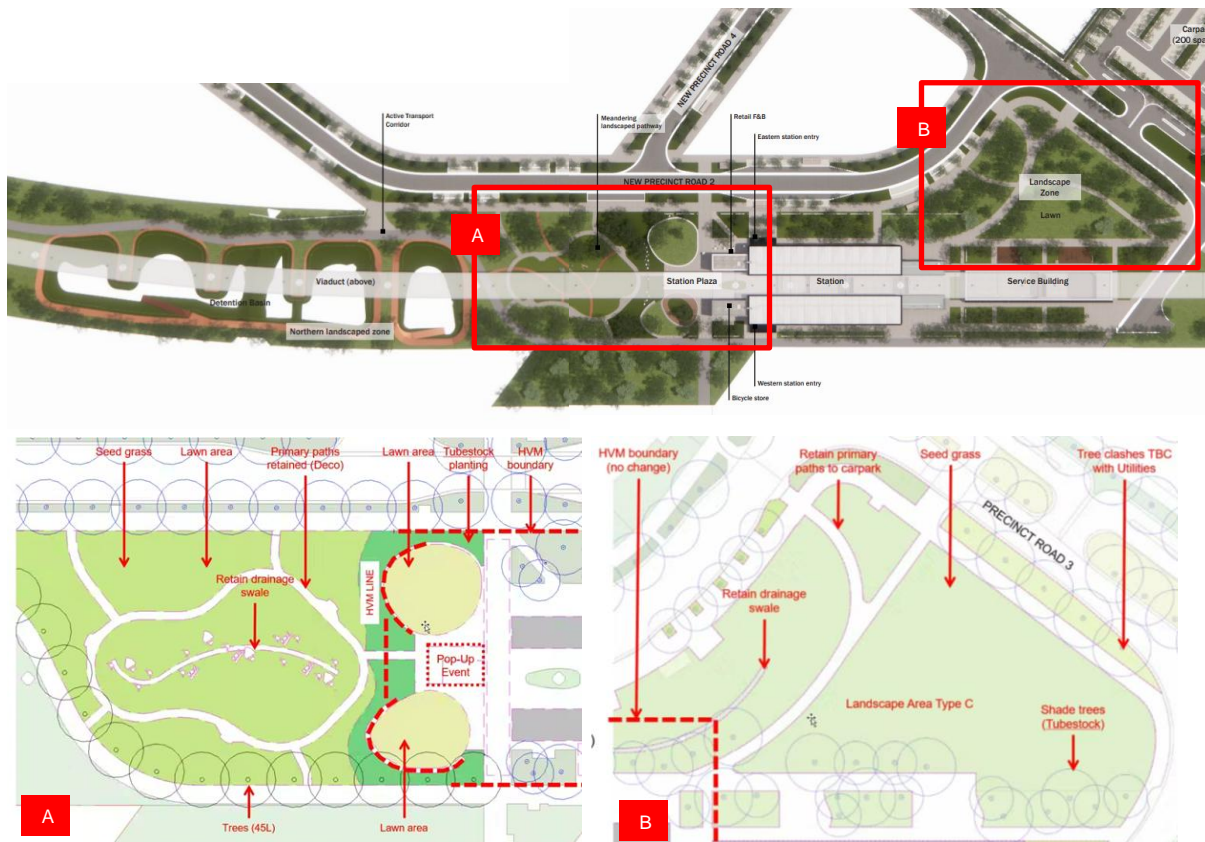 Carpa
(200 spa
NEW PRECINCT ROAD 4
Active Transport
Corridor
Meandering
landscaped pathway
Retail F&B
Eastern station entry
B
NEW PRECINCT ROAD 2
Landscape
Zone
Lawn
A
Viaduct (above)
Station Plaza
Station
Service Building
Detention Basin
Northern landscaped zone
Western station entry
Bicycle store
Seed grass
Lawn area
Primary paths
retained (Deco)
Lawn area
Tubestock
planting
HVM
boundary
Retain drainage
swale
HVM LINE
Pop-Up
Event
A
Trees (45L)
Lawn area
HVM boundary
(no change)
Retain primary
paths to carpark
Seed grass
Tree clashes TBC
with Utilities
PRECINCT ROAD 3
Retain drainage
swale
Landscape Area Type C
Shade trees
(Tubestock)
)
B